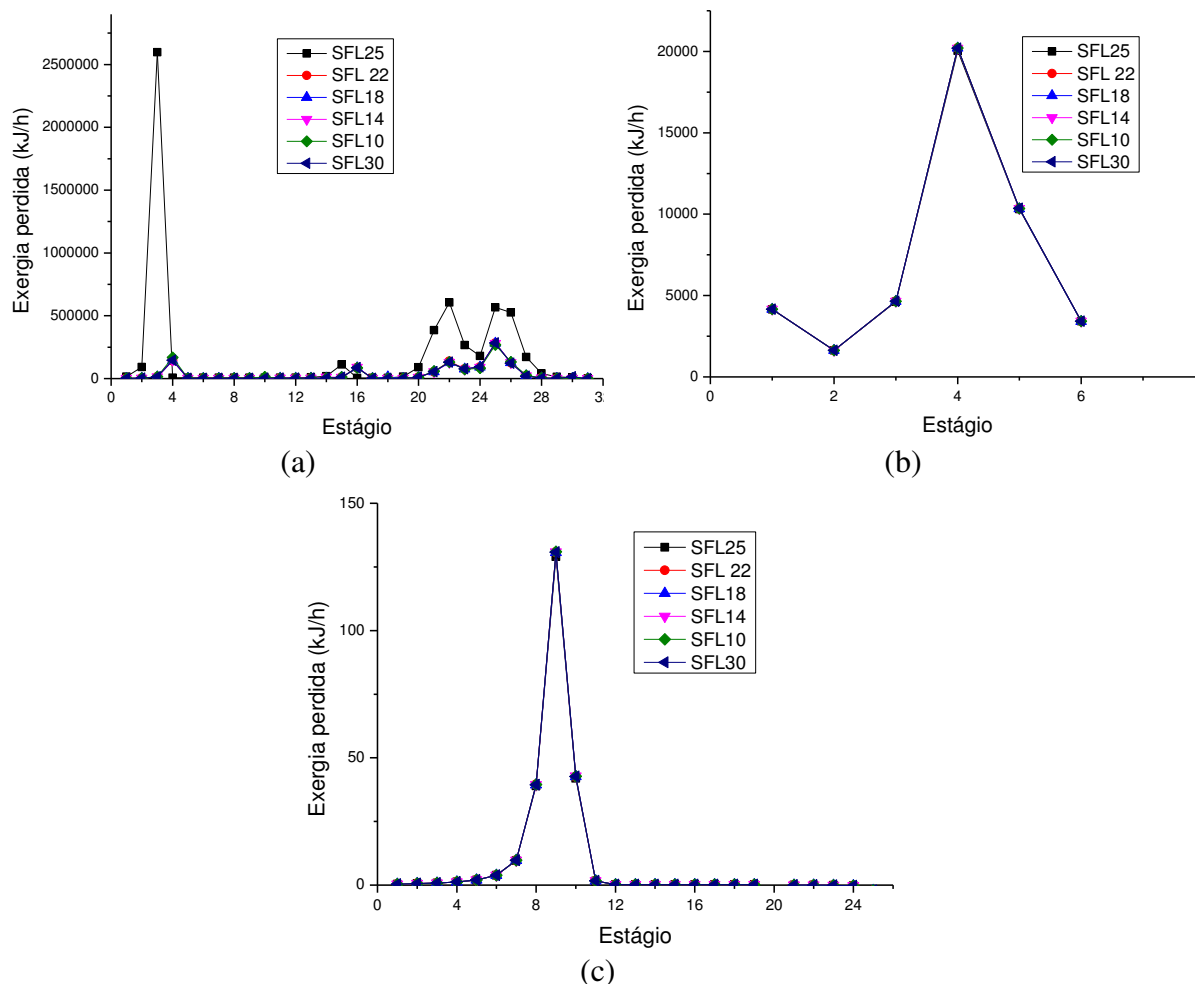 Exergia perdida (kJ/h)
2500000
2000000
1500000
1000000
500000
0
0 4 8 12 16 20 24 28 32
Estágio
SFL25
SFL 22
SFL18
SFL14
SFL10
SFL30
(a)
Exergia perdida (kJ/h)
20000
15000
10000
5000
0
0 2 4 6
Estágio
SFL25
SFL 22
SFL18
SFL14
SFL10
SFL30
(b)
Exergia perdida (kJ/h)
150
100
50
0
0 4 8 12 16 20 24
Estágio
SFL25
SFL 22
SFL18
SFL14
SFL10
SFL30
(c)